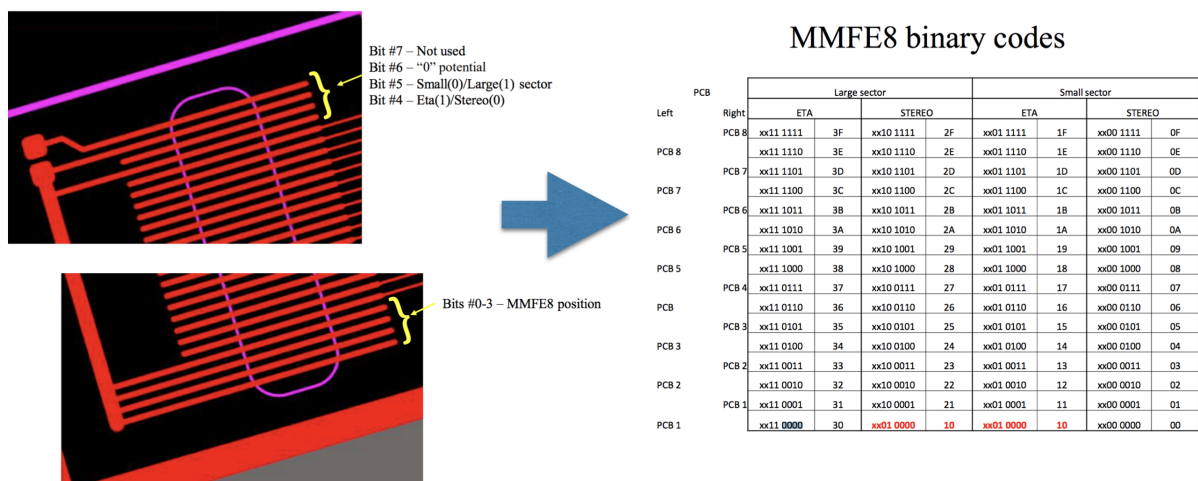 Bit #7 – Not used
Bit #6 – “0” potential
Bit #5 – Small(0)/Large(1) sector
Bit #4 – Eta(1)/Stereo(0)
Bits #0-3 – MMFE8 position
MMFE8 binary codes
PCB Large sector Small sector
Left Right ETA STEREO ETA STEREO
PCB 8 xx11 1111 3F xx10 1111 2F xx01 1111 1F xx00 1111 0F
PCB 8 xx11 1110 3E xx10 1110 2E xx01 1110 1E xx00 1110 0E
PCB 7 xx11 1101 3D xx10 1101 2D xx01 1101 1D xx00 1101 0D
PCB 7 xx11 1100 3C xx10 1100 2C xx01 1100 1C xx00 1100 0C
PCB 6 xx11 1011 3B xx10 1011 2B xx01 1011 1B xx00 1011 0B
PCB 6 xx11 1010 3A xx10 1010 2A xx01 1010 1A xx00 1010 0A
PCB 5 xx11 1001 39 xx10 1001 29 xx01 1001 19 xx00 1001 09
PCB 5 xx11 1000 38 xx10 1000 28 xx01 1000 18 xx00 1000 08
PCB 4 xx11 0111 37 xx10 0111 27 xx01 0111 17 xx00 0111 07
PCB xx11 0110 36 xx10 0110 26 xx01 0110 16 xx00 0110 06
PCB 3 xx11 0101 35 xx10 0101 25 xx01 0101 15 xx00 0101 05
PCB 3 xx11 0100 34 xx10 0100 24 xx01 0100 14 xx00 0100 04
PCB 2 xx11 0011 33 xx10 0011 23 xx01 0011 13 xx00 0011 03
PCB 2 xx11 0010 32 xx10 0010 22 xx01 0010 12 xx00 0010 02
PCB 1 xx11 0001 31 xx10 0001 21 xx01 0001 11 xx00 0001 01
PCB 1 xx11 0000 30 xx01 0000 10 xx01 0000 10 xx00 0000 00